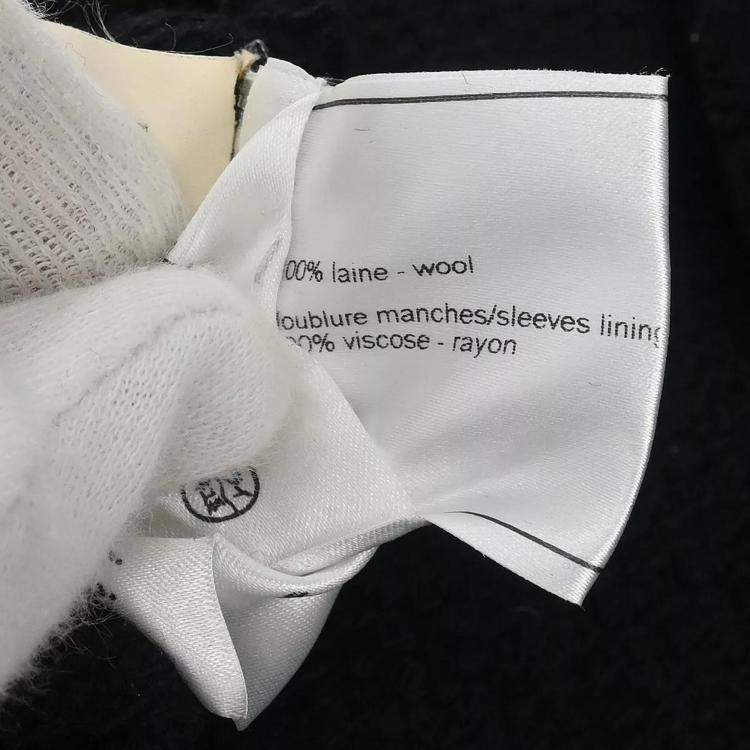 00% laine - wool
oublure manches/sleeves lining
00% viscose - rayon